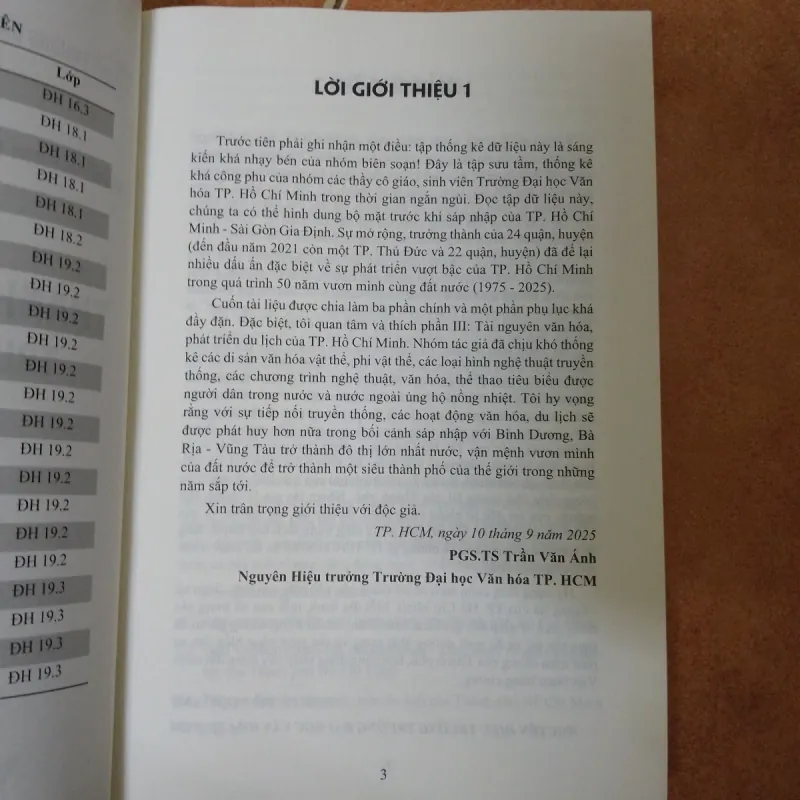 ÊN
Lớp
ĐH 16.3
ĐH 18.1
ĐH 18.1
ĐH 18.1
ĐH 18.1
ĐH 18.2
ĐH 19.2
ĐH 19.2
ĐH 19.2
ĐH 19.2
ĐH 19.2
ĐH 19.2
ĐH 19.2
ĐH 19.2
ĐH 19.2
ĐH 19.2
ĐH 19.2
ĐH 19.2
ĐH 19.3
ĐH 19.3
ĐH 19.3
ĐH 19.3
LỜI GIỚI THIỆU 1
Trước tiên phải ghi nhận một điều: tập thống kê dữ liệu này là sáng
kiến khá nhạy bén của nhóm biên soạn! Đây là tập sưu tầm, thống kê
khá công phu của nhóm các thầy cô giáo, sinh viên Trường Đại học Văn
hóa TP. Hồ Chí Minh trong thời gian ngắn ngủi. Đọc tập dữ liệu này,
chúng ta có thể hình dung bộ mặt trước khi sáp nhập của TP. Hồ Chí
Minh - Sài Gòn Gia Định. Sự mở rộng, trưởng thành của 24 quận, huyện
(đến đầu năm 2021 còn một TP. Thủ Đức và 22 quận, huyện) đã để lại
nhiều dấu ấn đặc biệt về sự phát triển vượt bậc của TP. Hồ Chí Minh
trong quá trình 50 năm vươn mình cùng đất nước (1975 - 2025).
Cuốn tài liệu được chia làm ba phần chính và một phần phụ lục khá
đầy đặn. Đặc biệt, tôi quan tâm và thích phần III: Tài nguyên văn hóa,
phát triển du lịch của TP. Hồ Chí Minh. Nhóm tác giả đã chịu khó thống
kê các di sản văn hóa vật thể, phi vật thể, các loại hình nghệ thuật truyền
thống, các chương trình nghệ thuật, văn hóa, thể thao tiêu biểu được
người dân trong nước và nước ngoài ủng hộ nồng nhiệt. Tôi hy vọng
rằng với sự tiếp nối truyền thống, các hoạt động văn hóa, du lịch sẽ
được phát huy hơn nữa trong bối cảnh sáp nhập với Bình Dương, Bà
Rịa - Vũng Tàu trở thành đô thị lớn nhất nước, vận mệnh vươn mình
của đất nước để trở thành một siêu thành phố của thế giới trong những
năm sắp tới.
Xin trân trọng giới thiệu với độc giả.
TP. HCM, ngày 10 tháng 9 năm 2025
PGS.TS Trần Văn Ánh
Nguyên Hiệu trưởng Trường Đại học Văn hóa TP. HCM
3